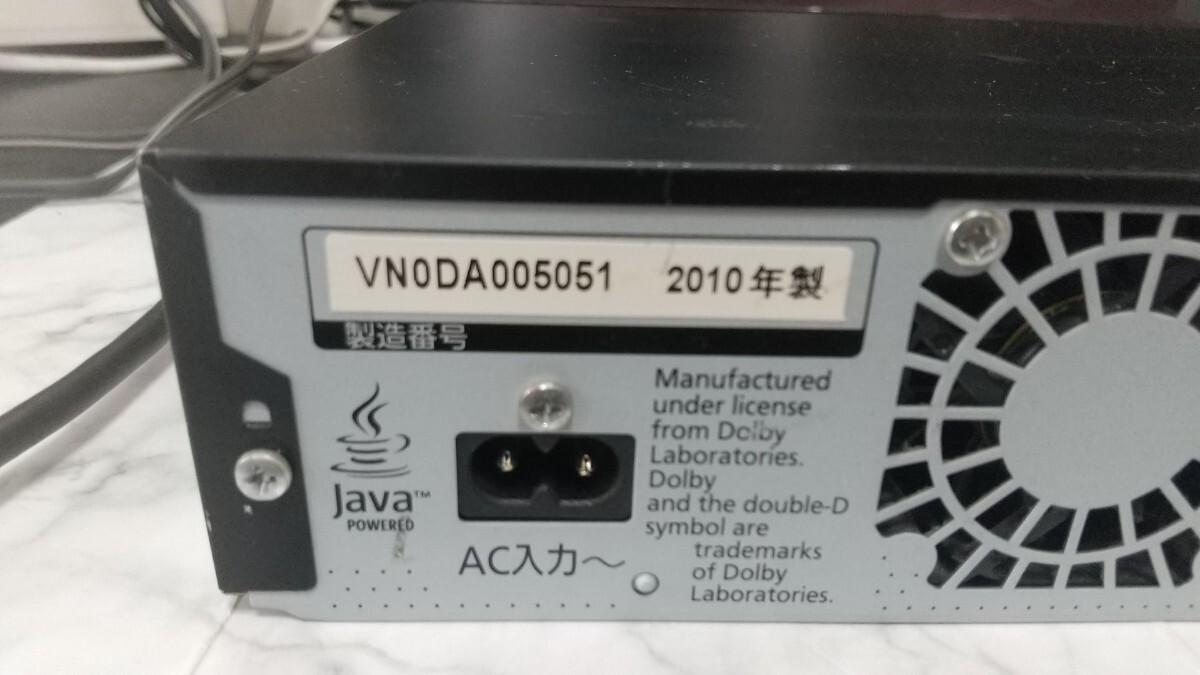 VN0DA005051 2010年製
製造番号
Java™
POWERED
AC入力～
Manufactured
under license
from Dolby
Laboratories.
Dolby
and the double-D
symbol are
trademarks
of Dolby
Laboratories.